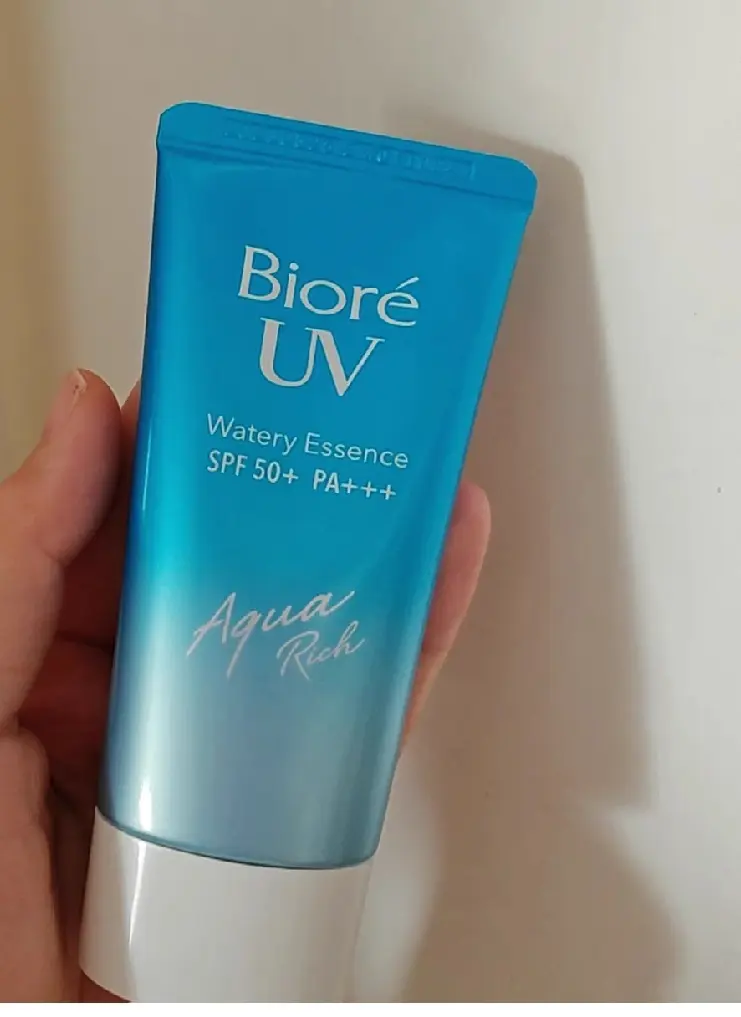 Bioré
UV
Watery Essence
SPF 50+ PA+++
Aqua
Rich